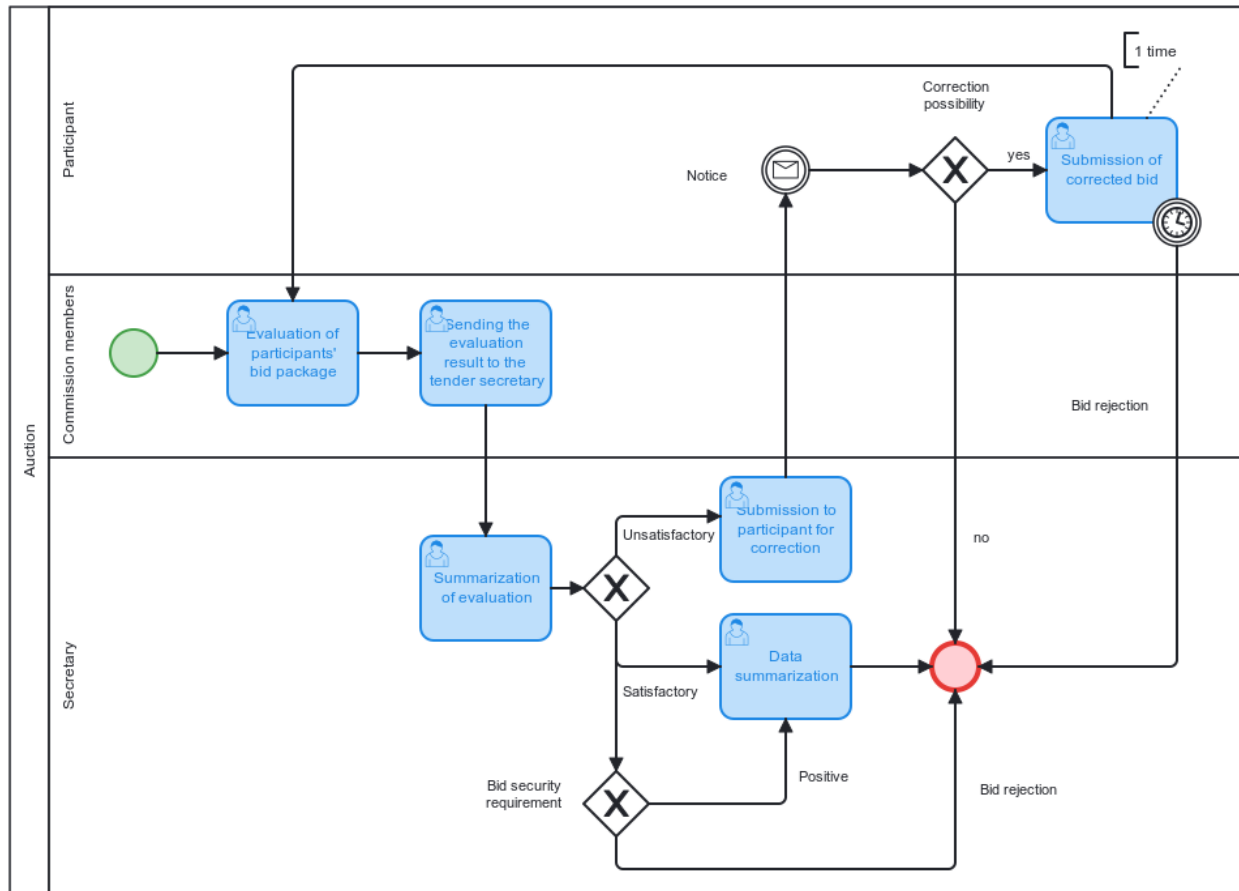 Auction
Participant
1 time
Correction
possibility
Notice
yes
Submission of
corrected bid
Commission members
Evaluation of
participants'
bid package
Sending the
evaluation
result to the
tender secretary
Bid rejection
Secretary
Summarization
of evaluation
Unsatisfactory
Submission to
participant for
correction
no
Satisfactory
Data
summarization
Bid security
requirement
Positive
Bid rejection